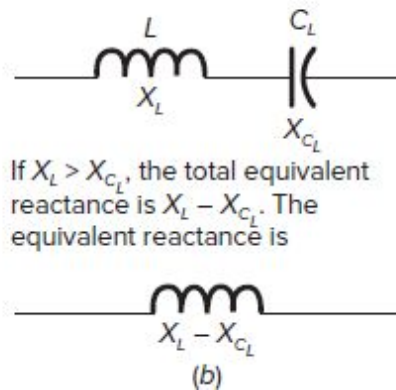 L C_L
X_L X_{C_L}
If X_L > X_{C_L}, the total equivalent
reactance is X_L – X_{C_L}. The
equivalent reactance is
X_L – X_{C_L}
(b)